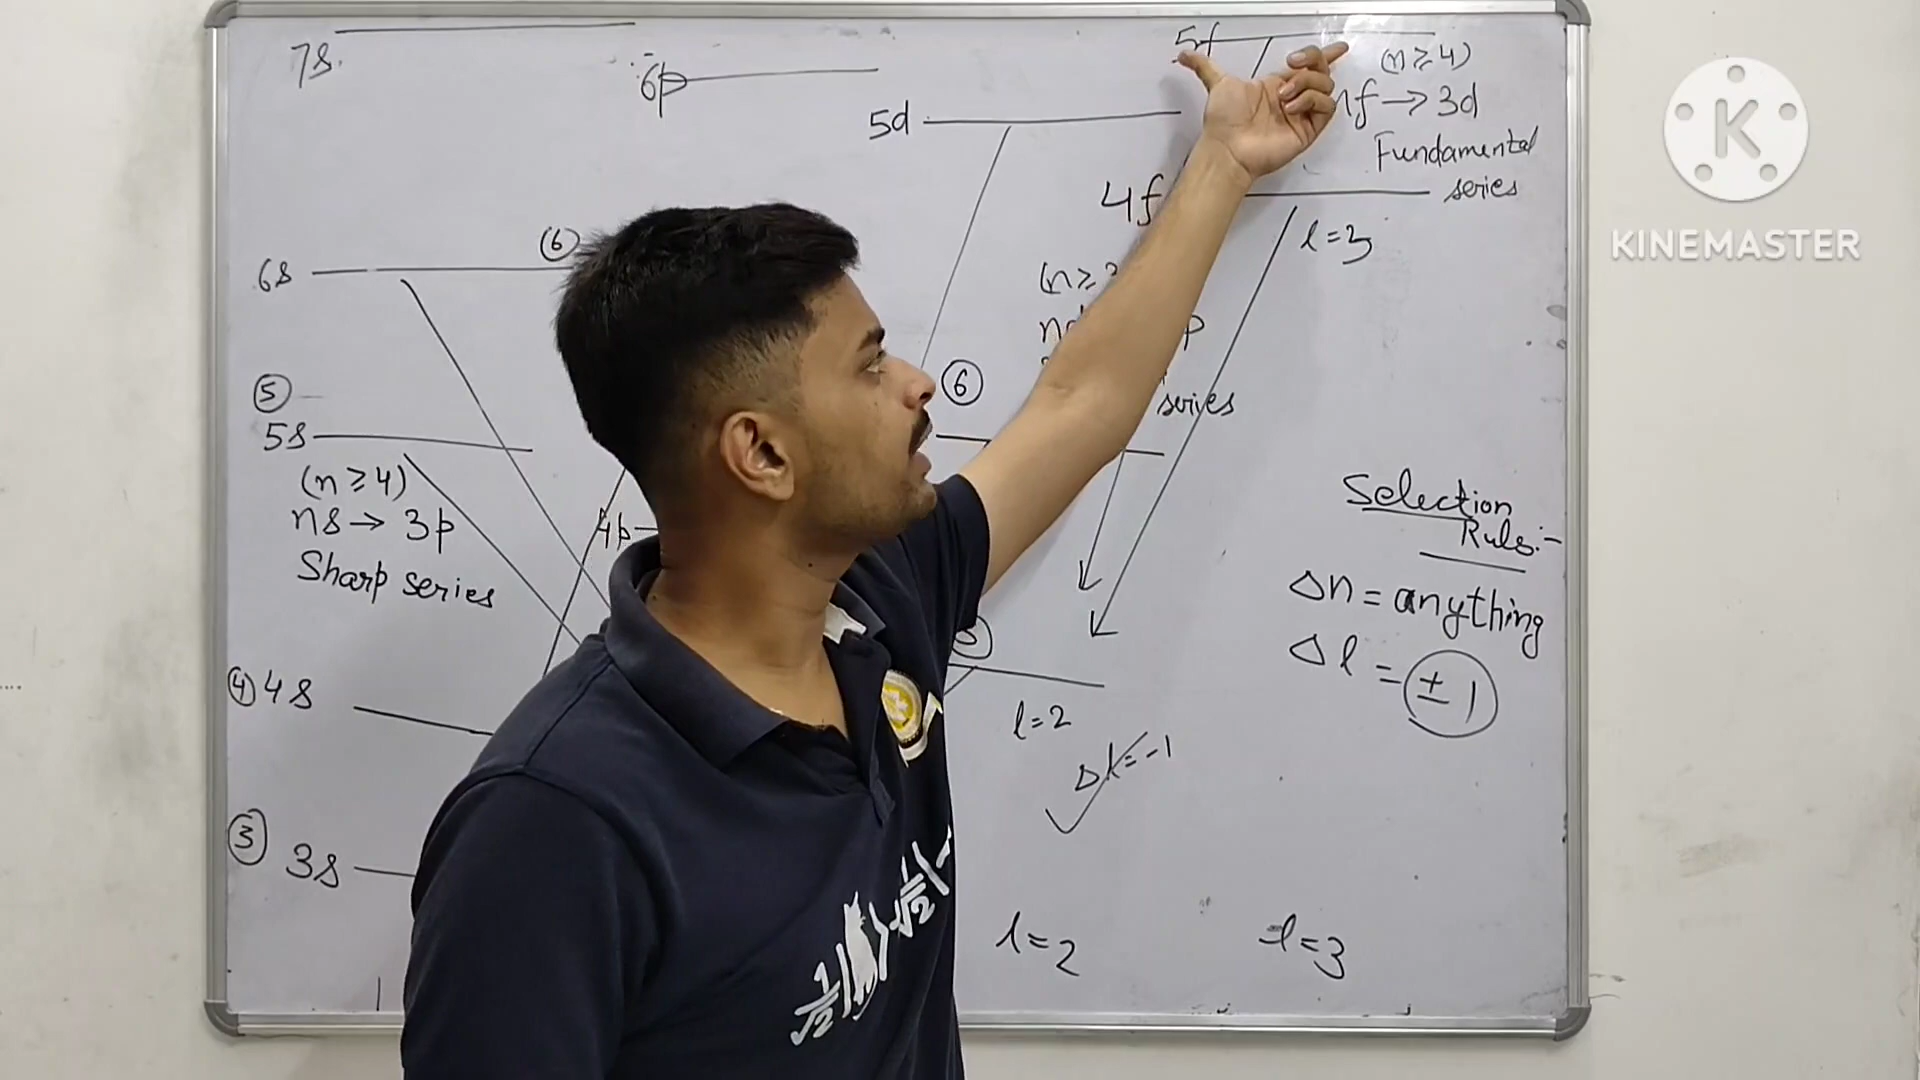 7s
6p
5f
(n ≥ 4)
nf → 3d
Fundamental
series
5d
4f
l = 3
6s
6
(n ≥
5
5s
6
series
(n ≥ 4)
ns → 3p
Sharp series
4p
Selection
Rule:-
Δn = anything
Δl = ±1
4 4s
l = 2
Δl = -1
3 3s
l = 2
l = 3
K
KINEMASTER